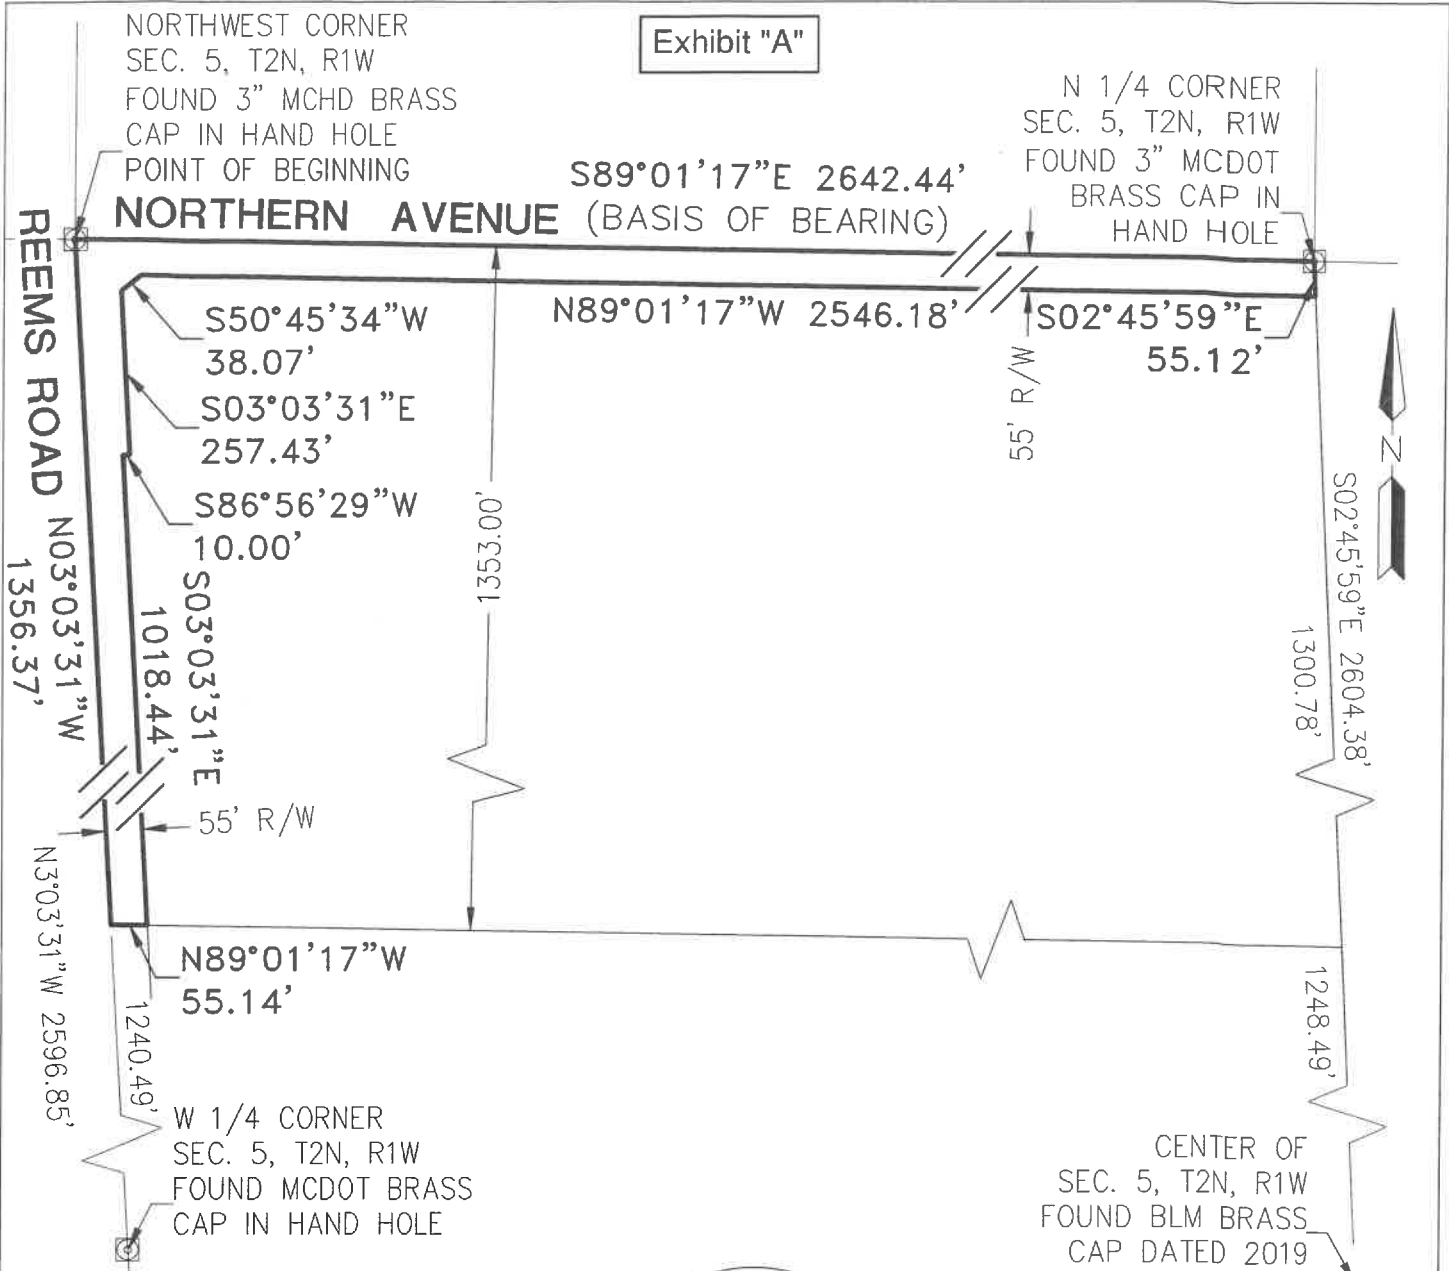 Exhibit "A"
NORTHWEST CORNER
SEC. 5, T2N, R1W
FOUND 3" MCHD BRASS
CAP IN HAND HOLE
POINT OF BEGINNING
N 1/4 CORNER
SEC. 5, T2N, R1W
FOUND 3" MCDOT
BRASS CAP IN
HAND HOLE
S89°01'17"E 2642.44'
NORTHERN AVENUE (BASIS OF BEARING)
N89°01'17"W 2546.18'
S02°45'59"E
55.12'
55' R/W
S50°45'34"W
38.07'
S03°03'31"E
257.43'
S86°56'29"W
10.00'
REEMS ROAD
N03°03'31"W
1356.37'
S03°03'31"E
1018.44'
1353.00'
S02°45'59"E 2604.38'
1300.78'
N
55' R/W
N89°01'17"W
55.14'
N3°03'31"W 2596.85'
1240.49'
1248.49'
W 1/4 CORNER
SEC. 5, T2N, R1W
FOUND MCDOT BRASS
CAP IN HAND HOLE
CENTER OF
SEC. 5, T2N, R1W
FOUND BLM BRASS
CAP DATED 2019